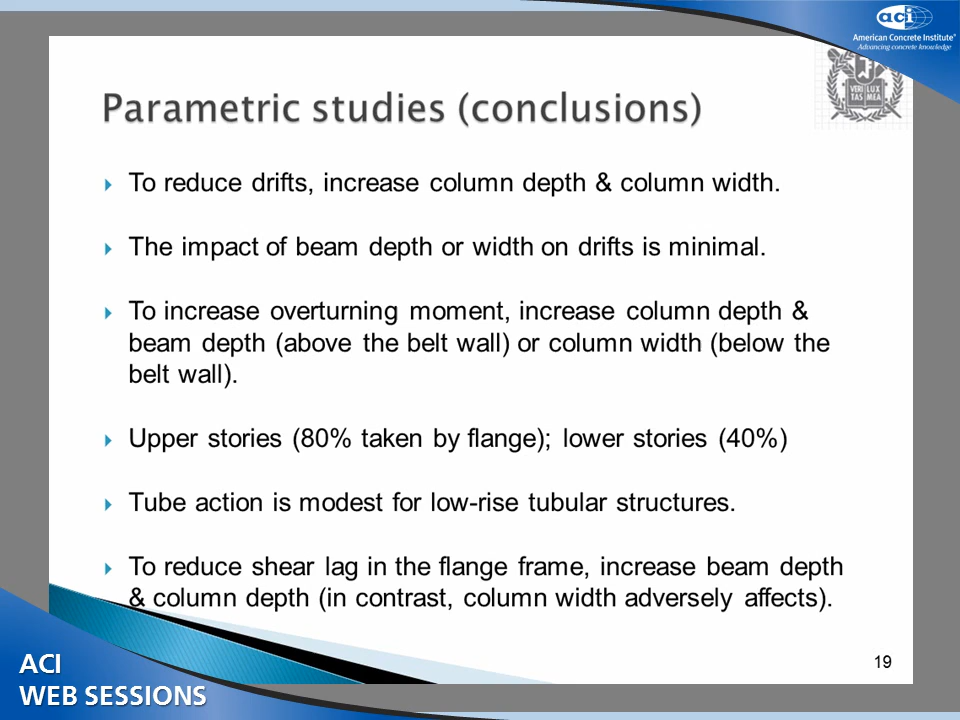 aci
American Concrete Institute®
Advancing concrete knowledge
VERI LUX
TAS MEA
Parametric studies (conclusions)
To reduce drifts, increase column depth & column width.
The impact of beam depth or width on drifts is minimal.
To increase overturning moment, increase column depth &
beam depth (above the belt wall) or column width (below the
belt wall).
Upper stories (80% taken by flange); lower stories (40%)
Tube action is modest for low-rise tubular structures.
To reduce shear lag in the flange frame, increase beam depth
& column depth (in contrast, column width adversely affects).
19
ACI
WEB SESSIONS